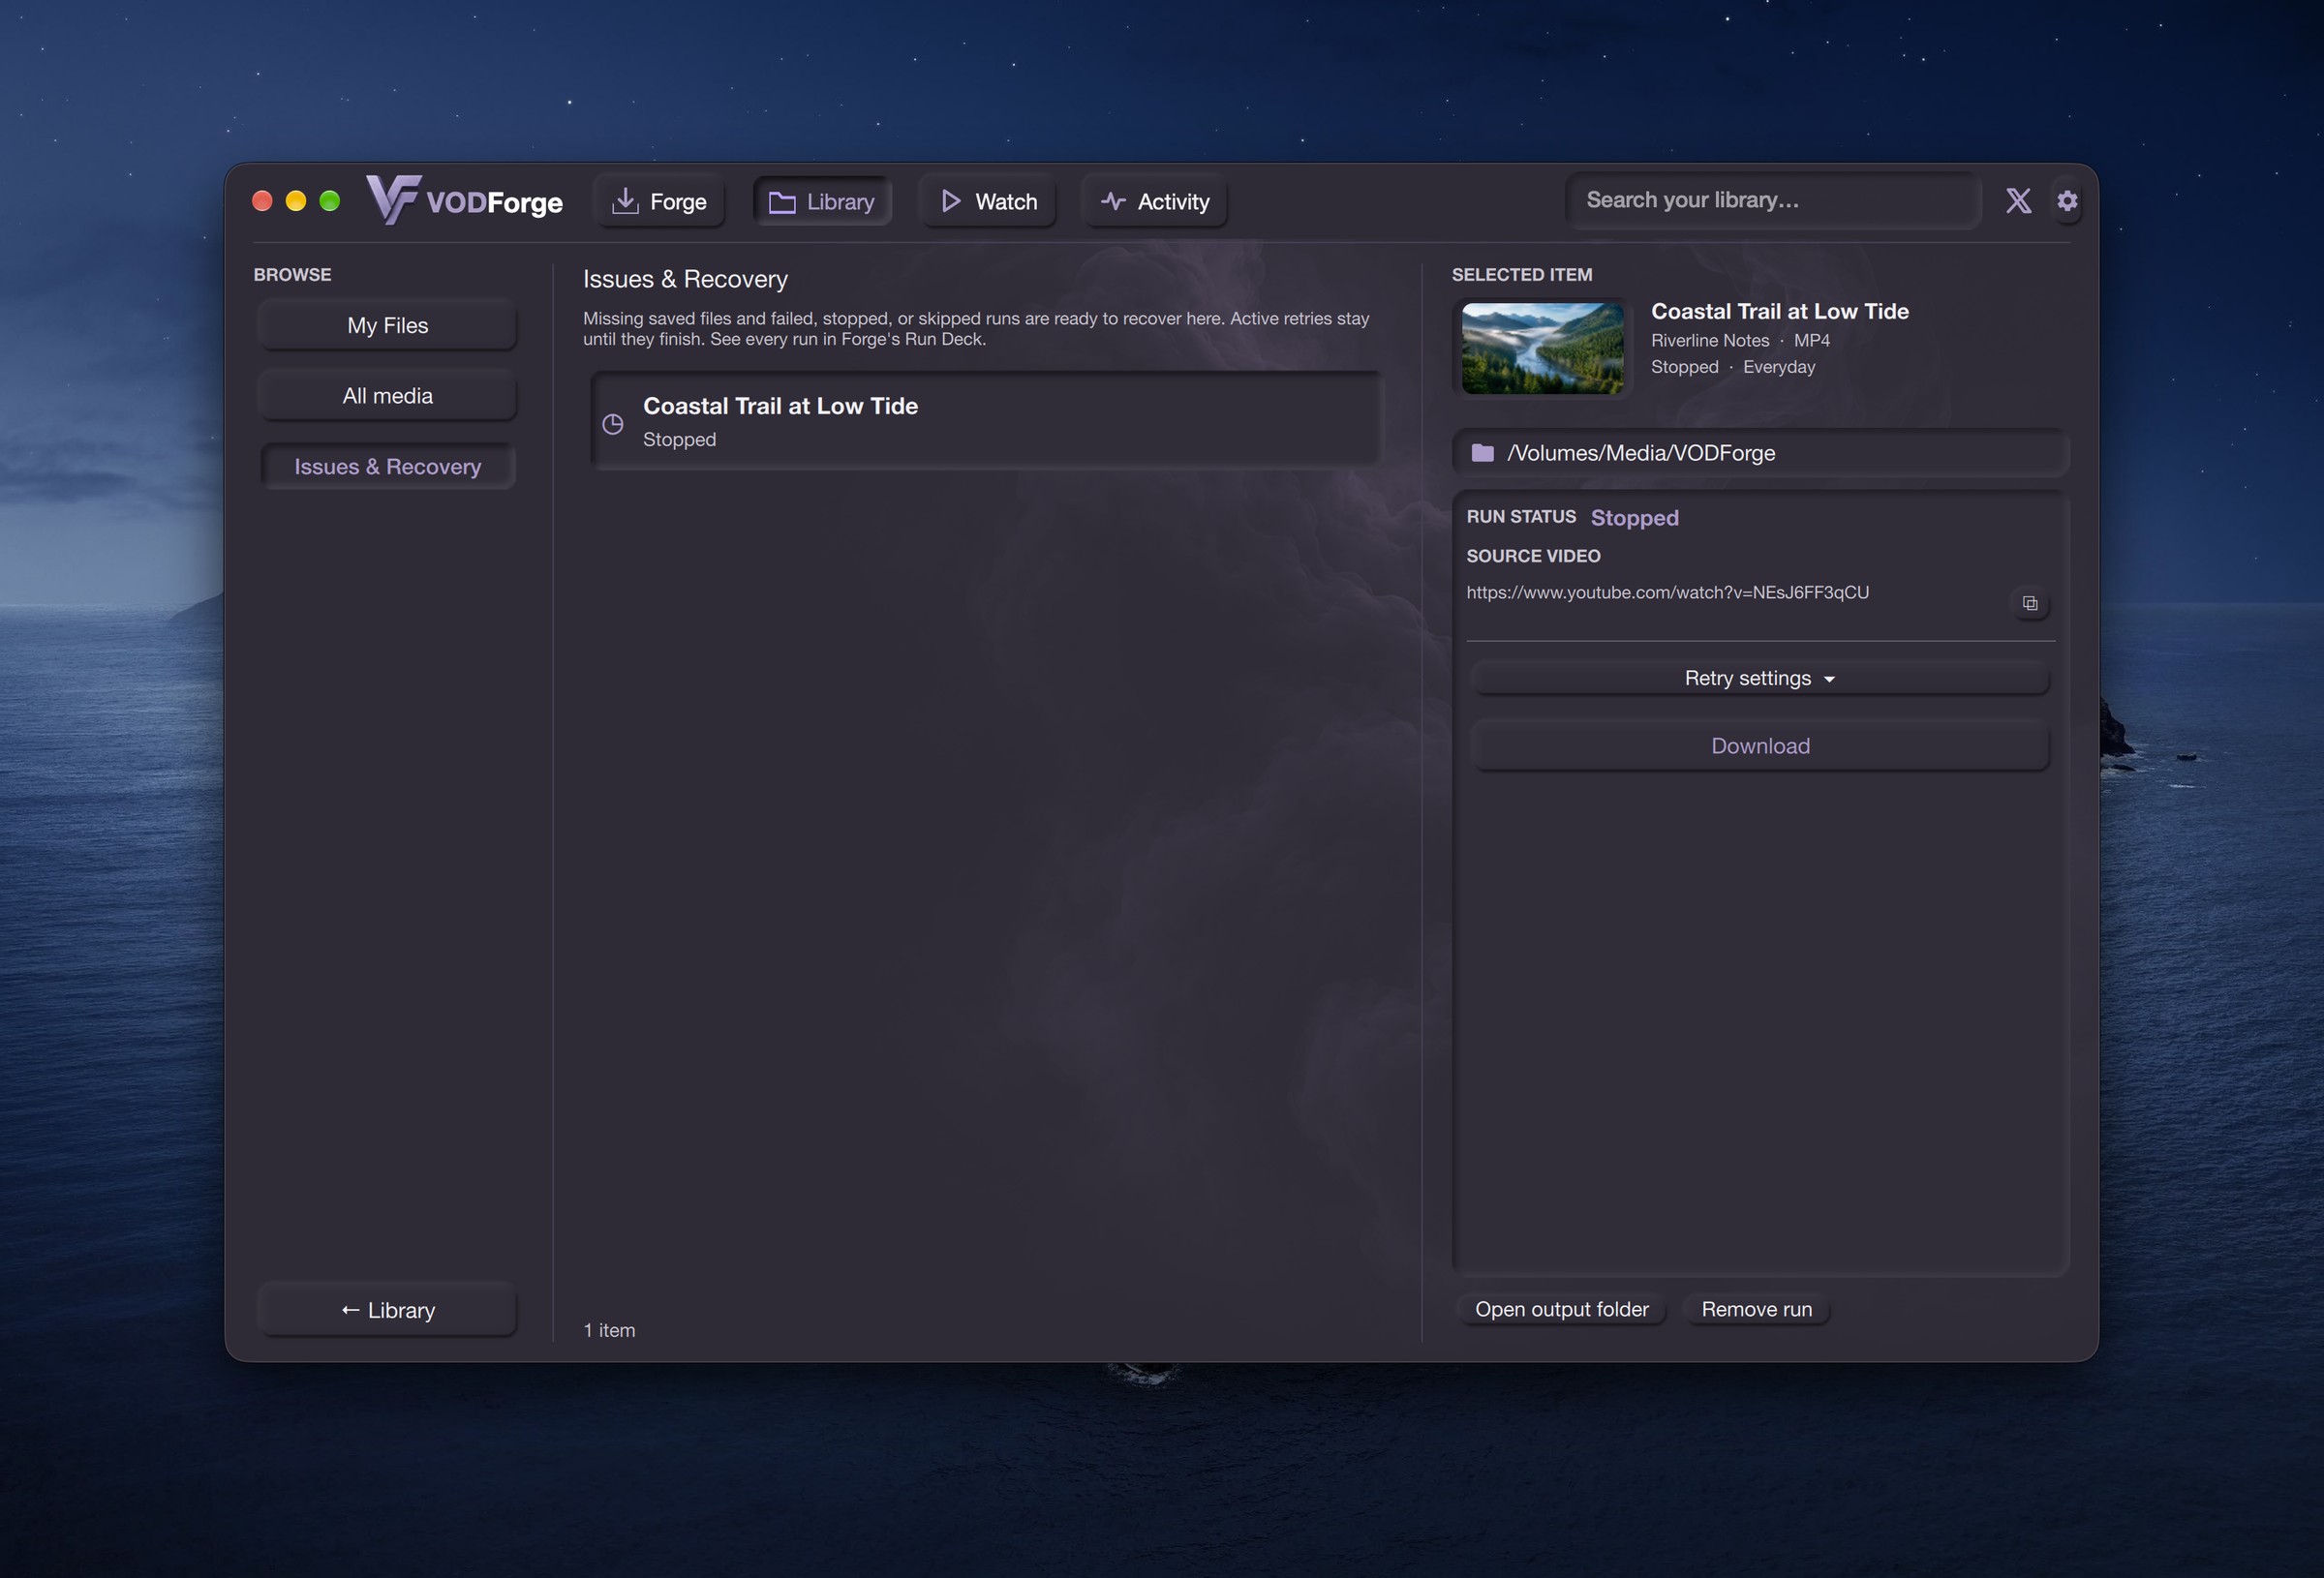 VODForge
Forge
Library
Watch
Activity
Search your library...
BROWSE
My Files
All media
Issues & Recovery
← Library
Issues & Recovery
Missing saved files and failed, stopped, or skipped runs are ready to recover here. Active retries stay
until they finish. See every run in Forge's Run Deck.
Coastal Trail at Low Tide
Stopped
1 item
SELECTED ITEM
Coastal Trail at Low Tide
Riverline Notes · MP4
Stopped · Everyday
/Volumes/Media/VODForge
RUN STATUS Stopped
SOURCE VIDEO
https://www.youtube.com/watch?v=NEsJ6FF3qCU
Retry settings
Download
Open output folder
Remove run